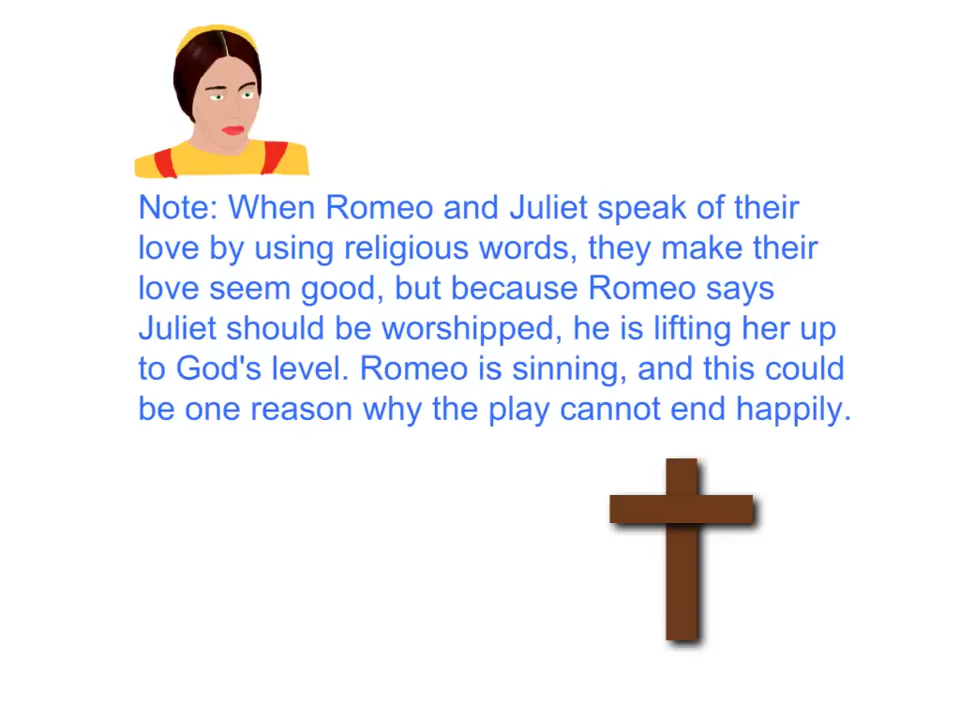 Note: When Romeo and Juliet speak of their
love by using religious words, they make their
love seem good, but because Romeo says
Juliet should be worshipped, he is lifting her up
to God's level. Romeo is sinning, and this could
be one reason why the play cannot end happily.